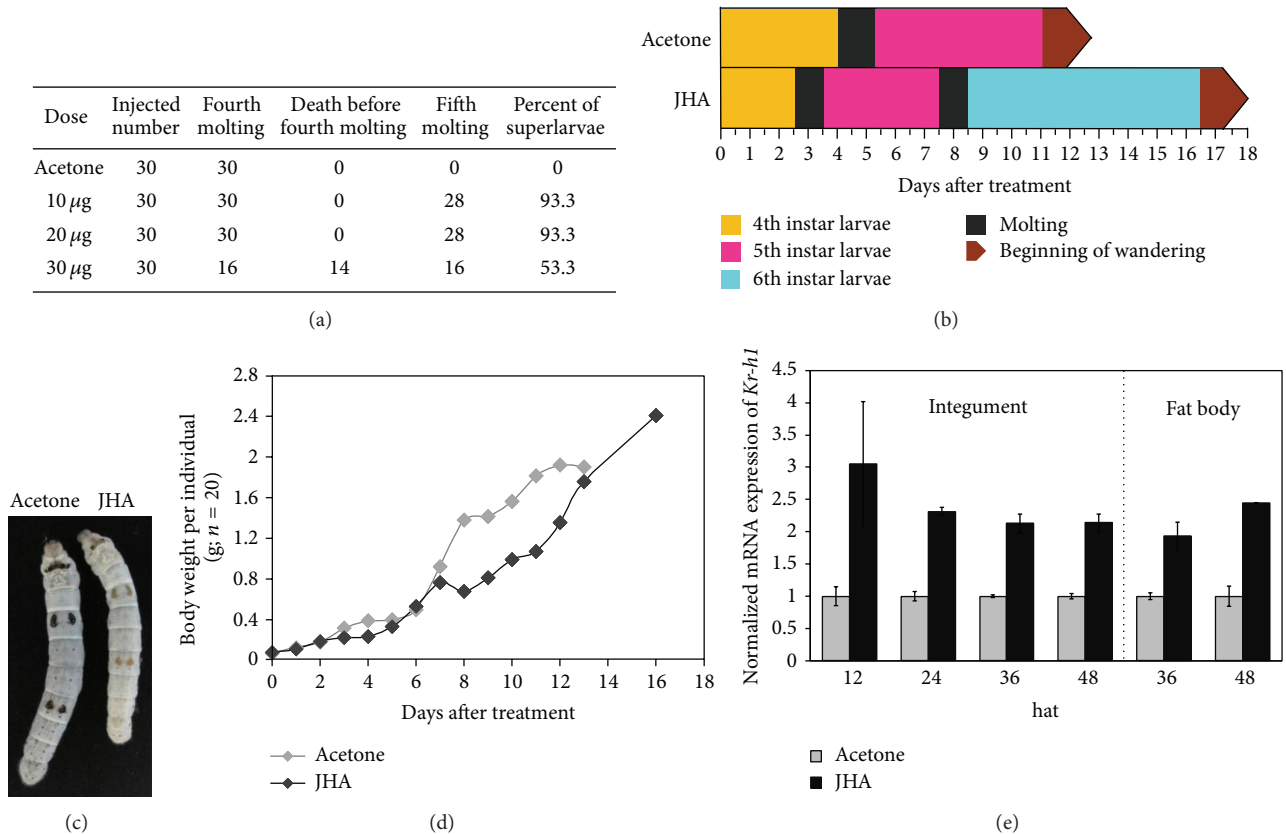 Dose Injected number Fourth molting Death before fourth molting Fifth molting Percent of superlarvae
Acetone 30 30 0 0 0
10 μg 30 30 0 28 93.3
20 μg 30 30 0 28 93.3
30 μg 30 16 14 16 53.3
(a)
Acetone
JHA
0 1 2 3 4 5 6 7 8 9 10 11 12 13 14 15 16 17 18
Days after treatment
4th instar larvae
5th instar larvae
6th instar larvae
Molting
Beginning of wandering
(b)
Acetone JHA
(c)
Body weight per individual
(g; n = 20)
2.8
2.4
2
1.6
1.2
0.8
0.4
0
0 2 4 6 8 10 12 14 16 18
Days after treatment
Acetone
JHA
(d)
Normalized mRNA expression of Kr-h1
4.5
4
3.5
3
2.5
2
1.5
1
0.5
0
Integument
Fat body
12 24 36 48 36 48
hat
Acetone
JHA
(e)